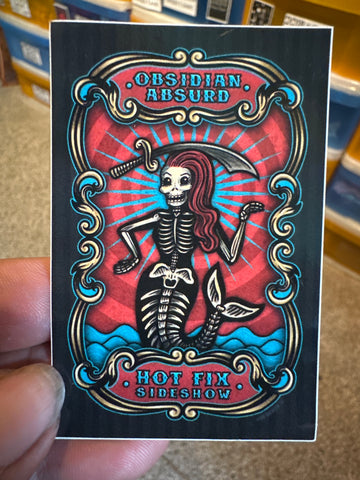 OBSIDIAN
ABSURD
HOT FIX
SIDESHOW